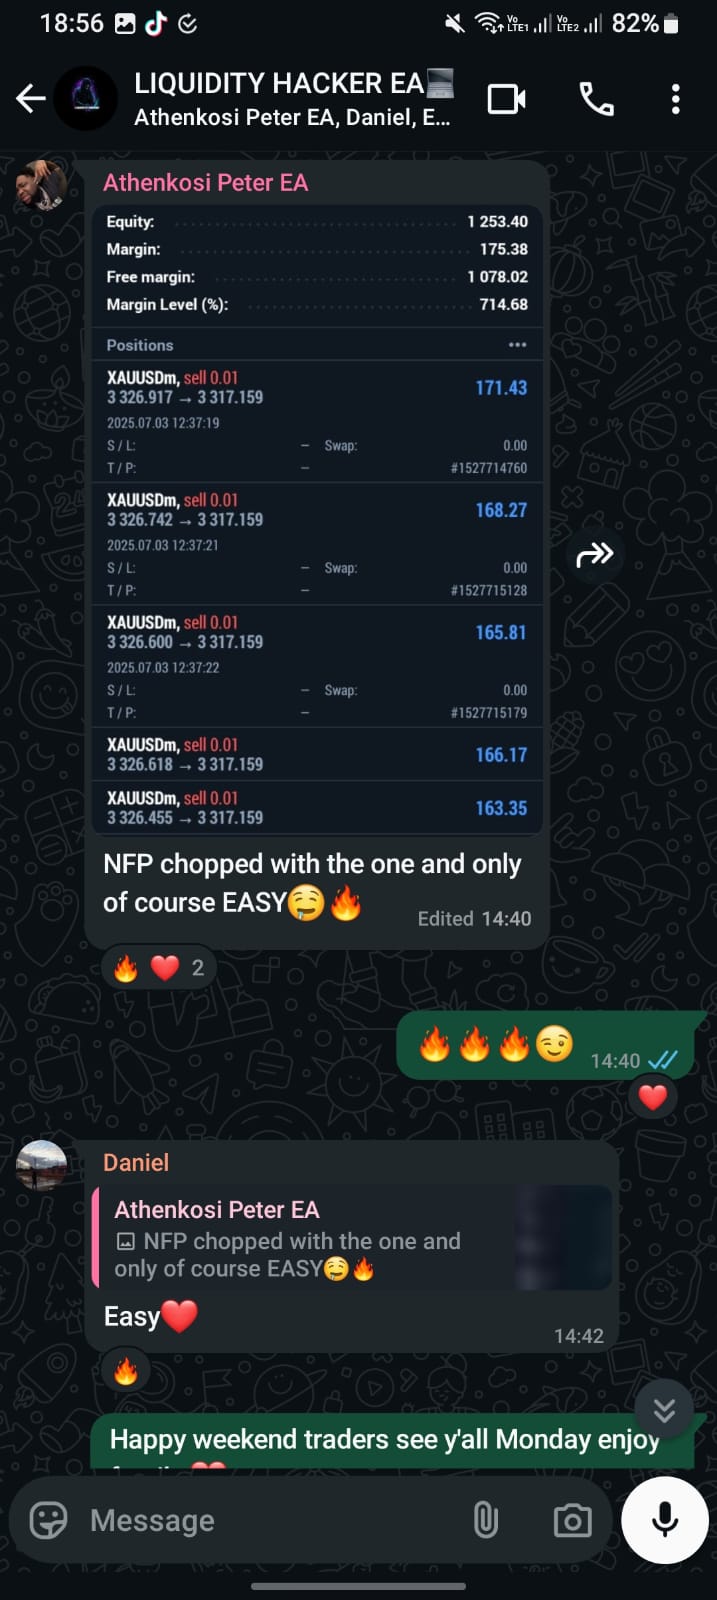 18:56 Vo LTE1 Vo LTE2 82%
LIQUIDITY HACKER EA💻
Athenkosi Peter EA, Daniel, E...
Athenkosi Peter EA
Equity: 1 253.40
Margin: 175.38
Free margin: 1 078.02
Margin Level (%): 714.68
Positions •••
XAUUSDm, sell 0.01 171.43
3 326.917 → 3 317.159
2025.07.03 12:37:19
S / L: – Swap: 0.00
T / P: – #1527714760
XAUUSDm, sell 0.01 168.27
3 326.742 → 3 317.159
2025.07.03 12:37:21
S / L: – Swap: 0.00
T / P: – #1527715128
XAUUSDm, sell 0.01 165.81
3 326.600 → 3 317.159
2025.07.03 12:37:22
S / L: – Swap: 0.00
T / P: – #1527715179
XAUUSDm, sell 0.01 166.17
3 326.618 → 3 317.159
XAUUSDm, sell 0.01 163.35
3 326.455 → 3 317.159
NFP chopped with the one and only
of course EASY🤤🔥
Edited 14:40
🔥 ❤️ 2
🔥🔥🔥😉 14:40
❤️
Daniel
Athenkosi Peter EA
NFP chopped with the one and
only of course EASY🤤🔥
Easy❤️
14:42
🔥
Happy weekend traders see y'all Monday enjoy
Message